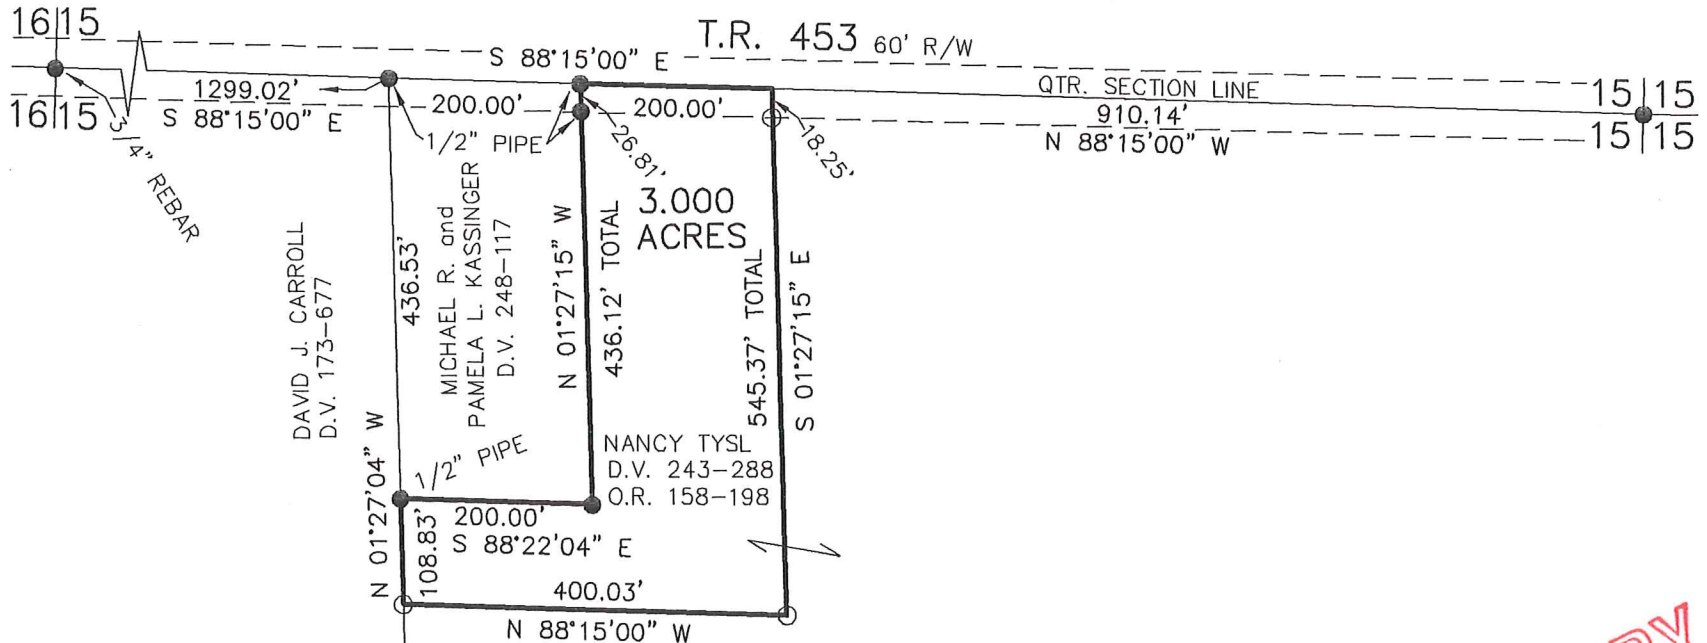 16|15
T.R. 453 60' R/W
S 88°15'00" E
1299.02'
S 88°15'00" E
16|15
3/4" REBAR
200.00'
200.00'
1/2" PIPE
26.81'
18.25'
QTR. SECTION LINE
910.14'
N 88°15'00" W
15|15
15|15
3.000
ACRES
DAVID J. CARROLL
D.V. 173-677
436.53'
MICHAEL R. and
PAMELA L. KASSINGER
D.V. 248-117
N 01°27'15" W
436.12' TOTAL
545.37' TOTAL
S 01°27'15" E
NANCY TYSL
D.V. 243-288
O.R. 158-198
N 01°27'04" W
1/2" PIPE
108.83'
200.00'
S 88°22'04" E
400.03'
N 88°15'00" W